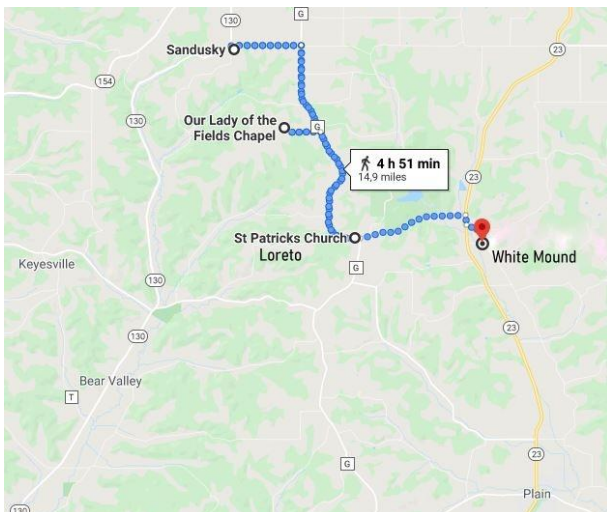 130
G
Sandusky
23
154
130
Our Lady of the
Fields Chapel
G
4 h 51 min
14,9 miles
23
St Patricks Church
Loreto
White Mound
Keyesville
G
130
130
23
Bear Valley
T
G
23
Plain
130